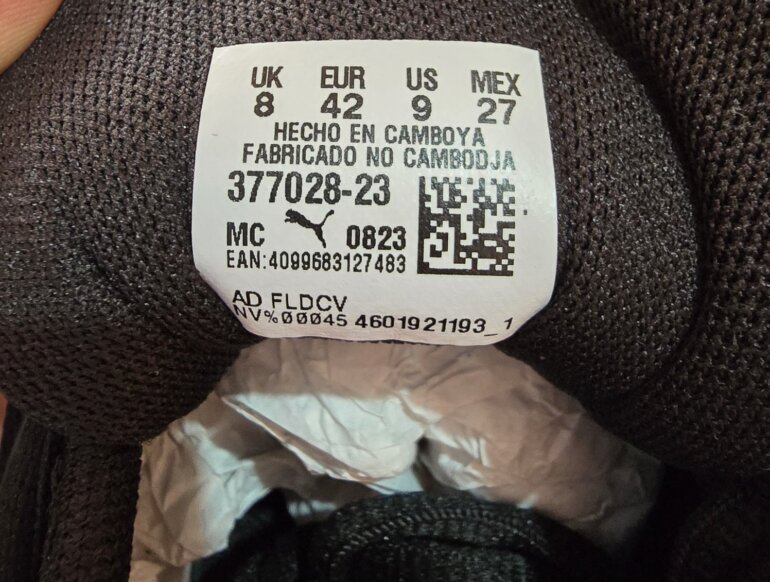 UK EUR US MEX
8 42 9 27
HECHO EN CAMBOYA
FABRICADO NO CAMBODJA
377028-23
MC 0823
EAN:4099683127483
AD FLDCV
NV%00045 4601921193_1